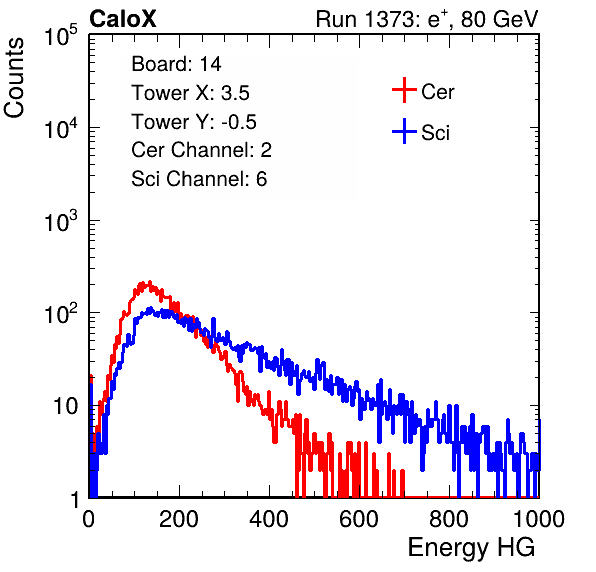 CaloX Run 1373: e⁺, 80 GeV
Counts
10⁵
10⁴
10³
10²
10
1
Board: 14
Tower X: 3.5
Tower Y: -0.5
Cer Channel: 2
Sci Channel: 6
Cer
Sci
0 200 400 600 800 1000
Energy HG